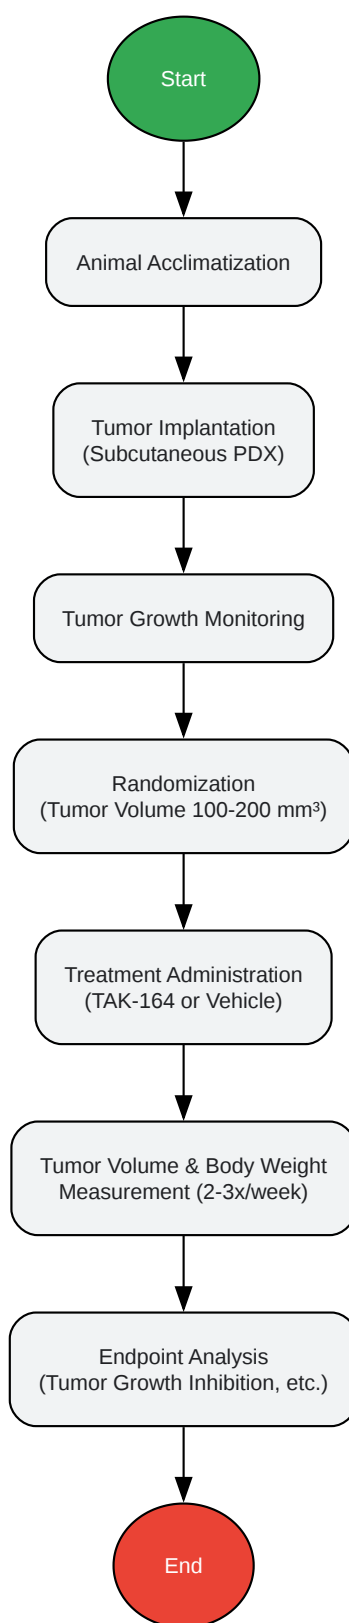 Start
Animal Acclimatization
Tumor Implantation
(Subcutaneous PDX)
Tumor Growth Monitoring
Randomization
(Tumor Volume 100-200 mm³)
Treatment Administration
(TAK-164 or Vehicle)
Tumor Volume & Body Weight
Measurement (2-3x/week)
Endpoint Analysis
(Tumor Growth Inhibition, etc.)
End